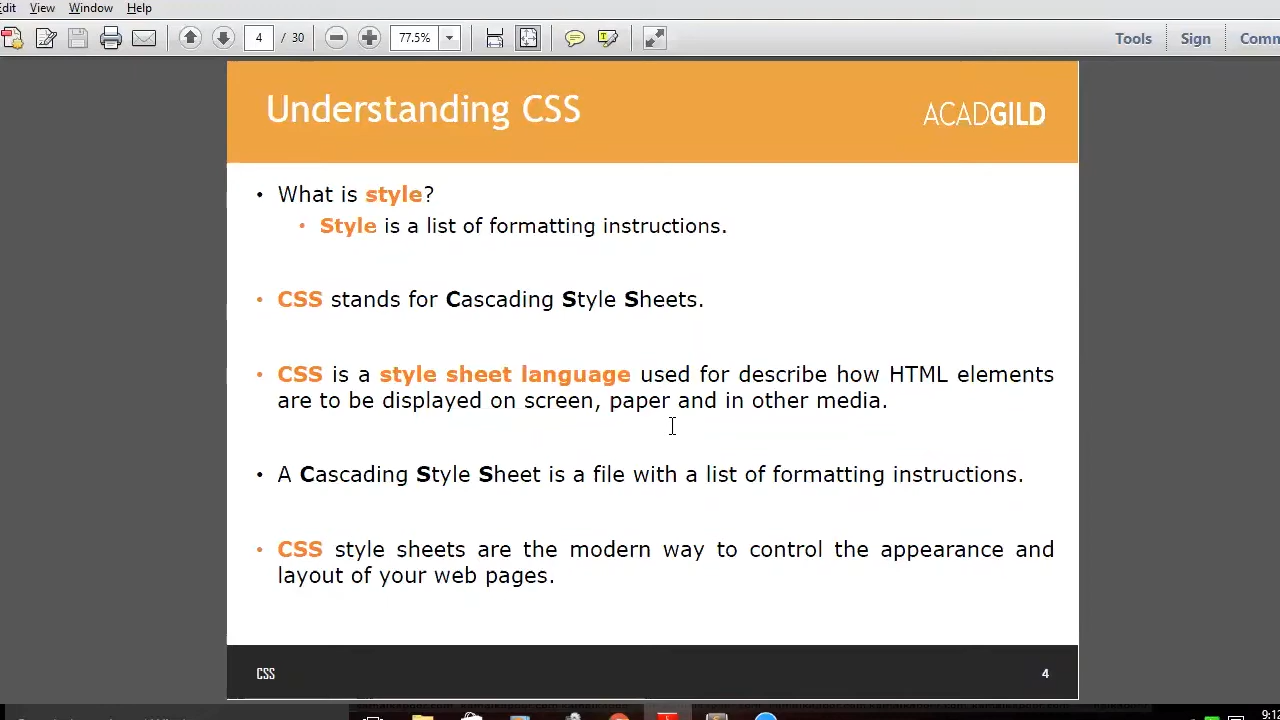 View Window Help
4 / 30 77.5% Tools Sign
Understanding CSS
ACADGILD
• What is style?
• Style is a list of formatting instructions.
• CSS stands for Cascading Style Sheets.
• CSS is a style sheet language used for describe how HTML elements
are to be displayed on screen, paper and in other media.
• A Cascading Style Sheet is a file with a list of formatting instructions.
• CSS style sheets are the modern way to control the appearance and
layout of your web pages.
CSS 4